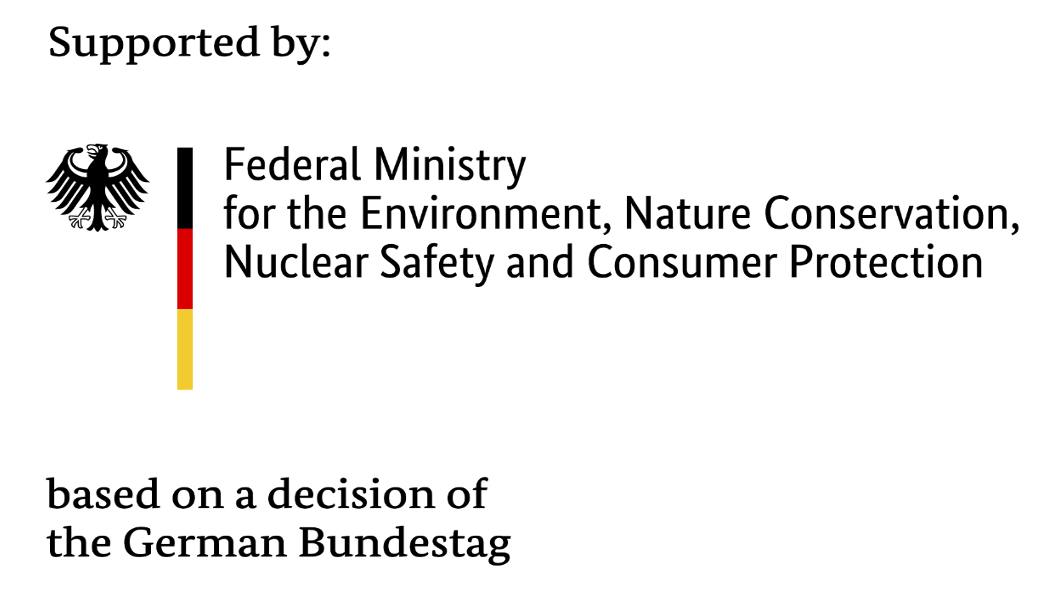 Supported by:
Federal Ministry
for the Environment, Nature Conservation,
Nuclear Safety and Consumer Protection
based on a decision of
the German Bundestag